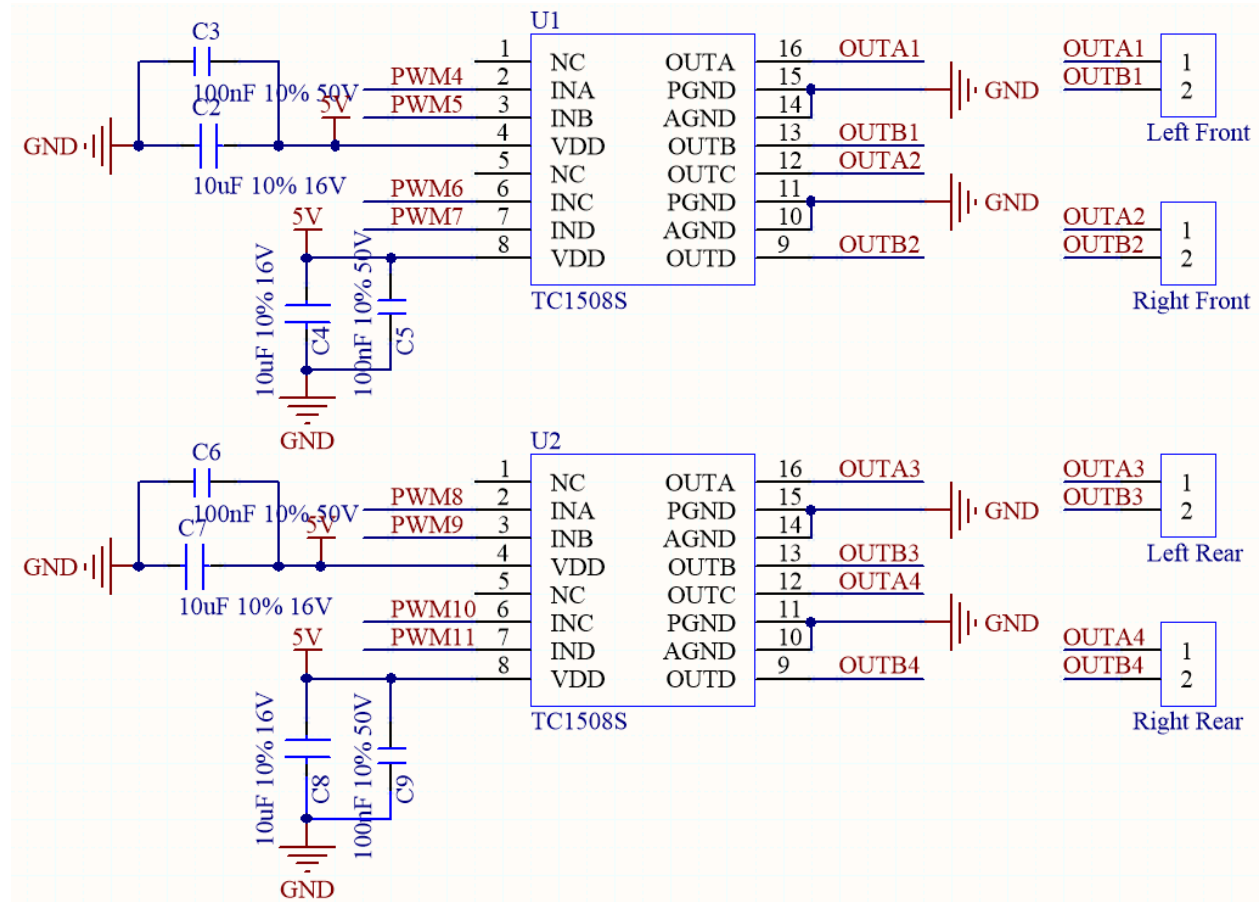 U1
C3
100nF 10% 50V
C2
10uF 10% 16V
GND
5V
PWM4
PWM5
PWM6
PWM7
1 NC OUTA 16 OUTA1
2 INA PGND 15
3 INB AGND 14 GND
4 VDD OUTB 13 OUTB1
5 NC OUTC 12 OUTA2
6 INC PGND 11
7 IND AGND 10 GND
8 VDD OUTD 9 OUTB2
TC1508S
5V
10uF 10% 16V
C4
100nF 10% 50V
C5
GND
OUTA1 1
OUTB1 2
Left Front
OUTA2 1
OUTB2 2
Right Front
U2
C6
100nF 10% 50V
C7
10uF 10% 16V
GND
5V
PWM8
PWM9
PWM10
PWM11
1 NC OUTA 16 OUTA3
2 INA PGND 15
3 INB AGND 14 GND
4 VDD OUTB 13 OUTB3
5 NC OUTC 12 OUTA4
6 INC PGND 11
7 IND AGND 10 GND
8 VDD OUTD 9 OUTB4
TC1508S
5V
10uF 10% 16V
C8
100nF 10% 50V
C9
GND
OUTA3 1
OUTB3 2
Left Rear
OUTA4 1
OUTB4 2
Right Rear